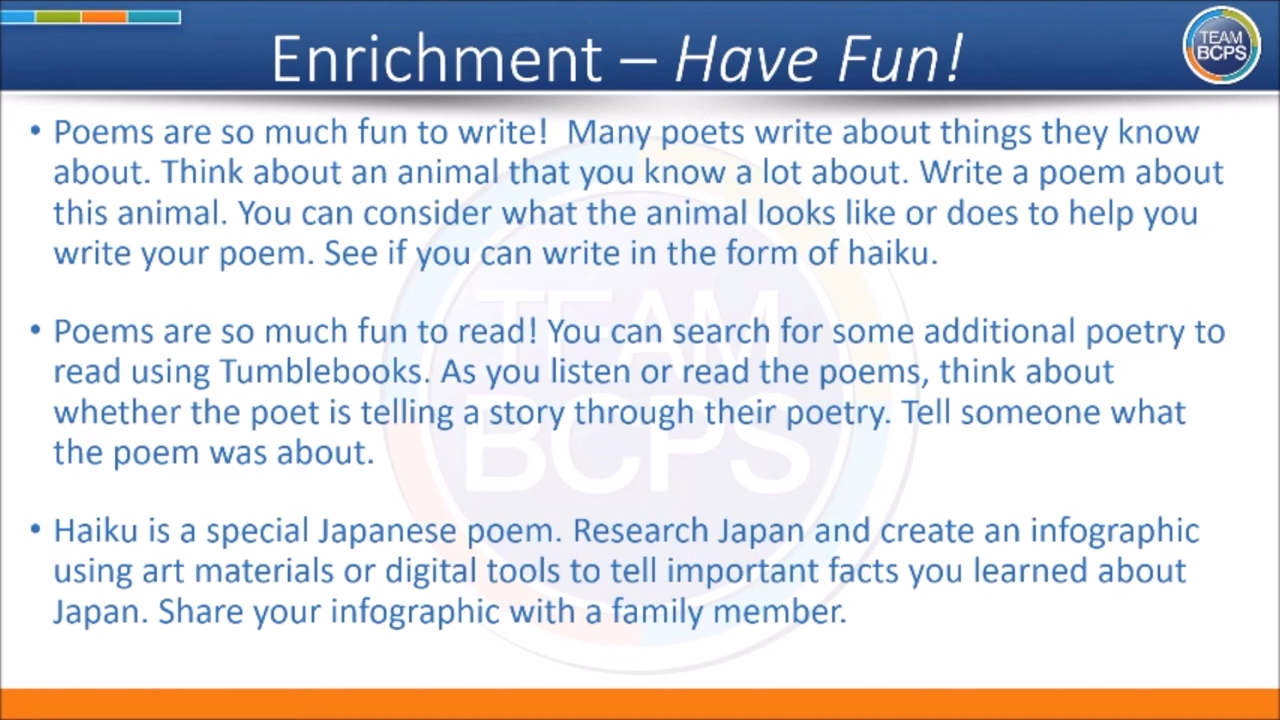 Enrichment – Have Fun!
TEAM
BCPS
• Poems are so much fun to write!  Many poets write about things they know
about. Think about an animal that you know a lot about. Write a poem about
this animal. You can consider what the animal looks like or does to help you
write your poem. See if you can write in the form of haiku.
• Poems are so much fun to read! You can search for some additional poetry to
read using Tumblebooks. As you listen or read the poems, think about
whether the poet is telling a story through their poetry. Tell someone what
the poem was about.
• Haiku is a special Japanese poem. Research Japan and create an infographic
using art materials or digital tools to tell important facts you learned about
Japan. Share your infographic with a family member.
TEAM
BCPS